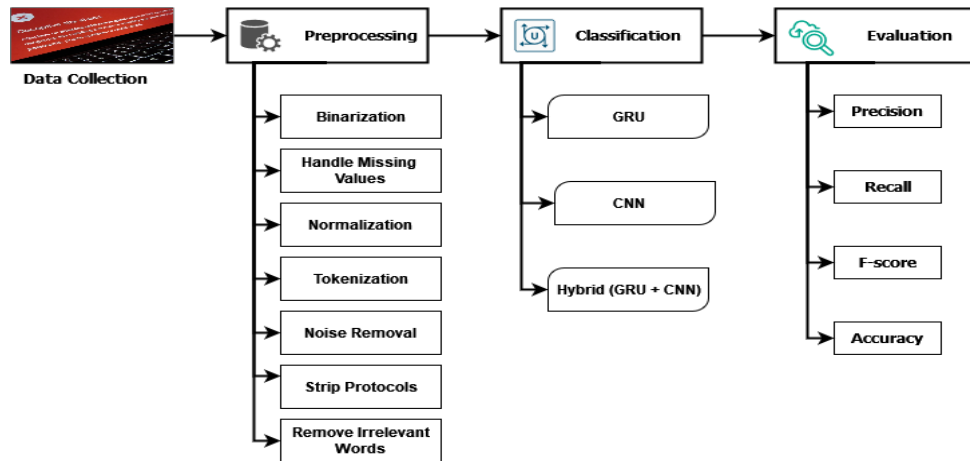 Preprocessing
Classification
Evaluation
Data Collection
Binarization
Handle Missing
Values
Normalization
Tokenization
Noise Removal
Strip Protocols
Remove Irrelevant
Words
U
GRU
CNN
Hybrid (GRU + CNN)
Precision
Recall
F-score
Accuracy